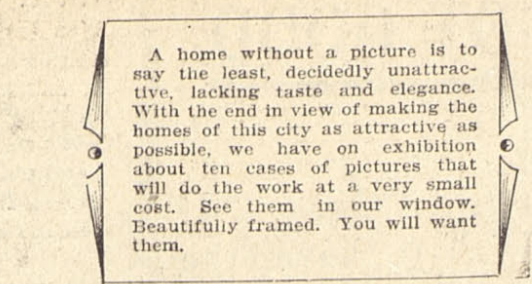 A home without a picture is to
say the least, decidedly unattrac-
tive, lacking taste and elegance.
With the end in view of making the
homes of this city as attractive as
possible, we have on exhibition
about ten cases of pictures that
will do the work at a very small
cost. See them in our window.
Beautifully framed. You will want
them.